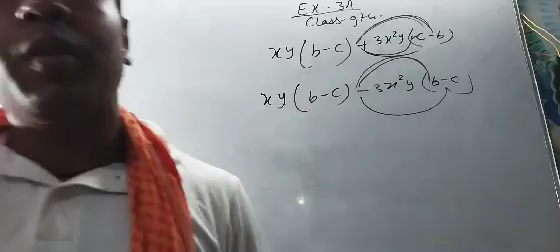 Ex - 3A
Class-9th
xy(b-c) + 3x²y(c-b)
xy(b-c) - 3x²y(b-c)